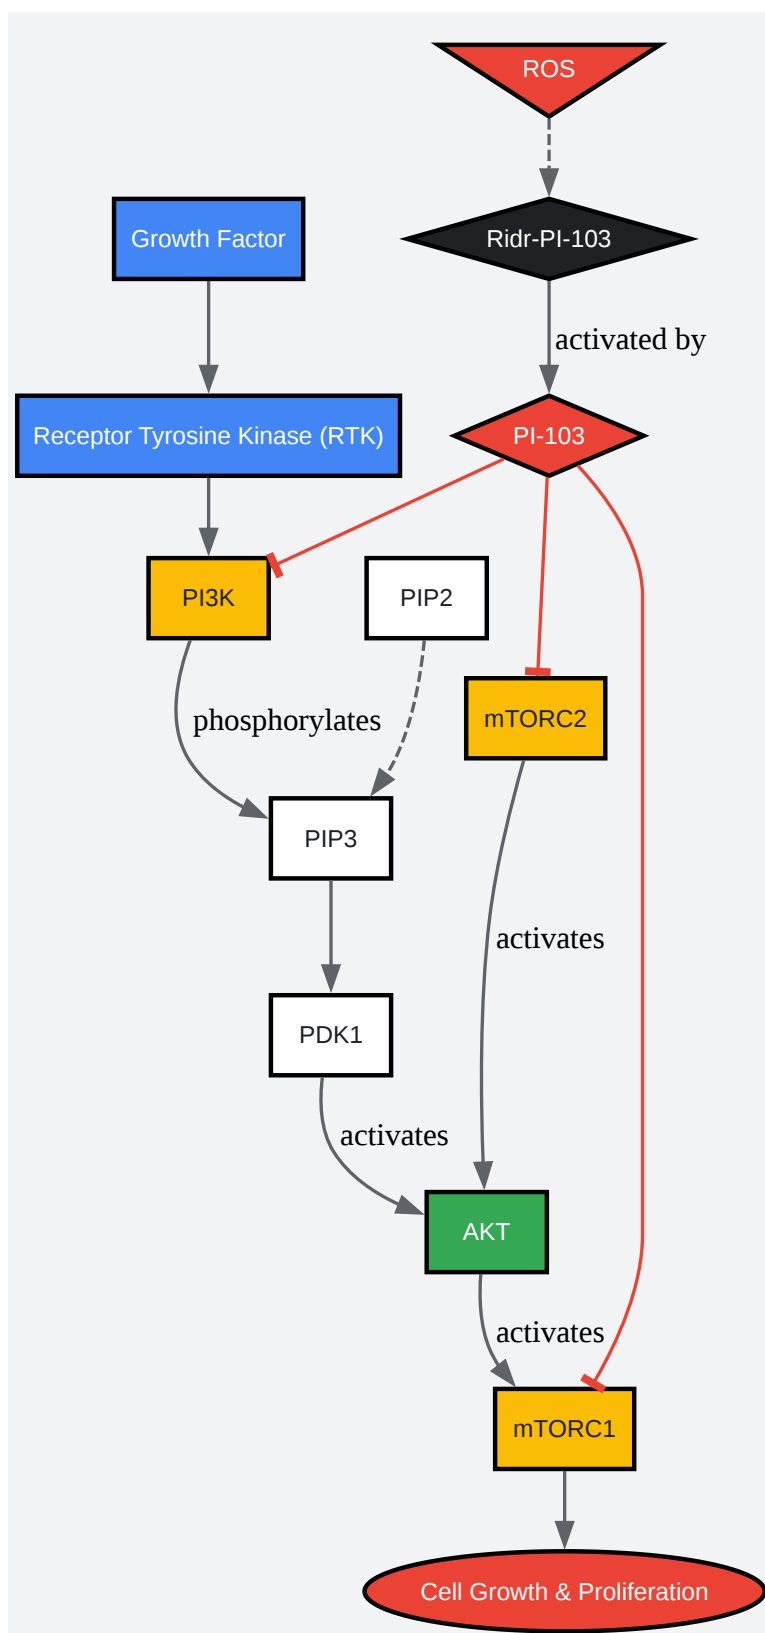 ROS
Growth Factor
Ridr-PI-103
activated by
Receptor Tyrosine Kinase (RTK)
PI-103
PI3K
PIP2
phosphorylates
mTORC2
PIP3
activates
PDK1
activates
AKT
activates
mTORC1
Cell Growth & Proliferation